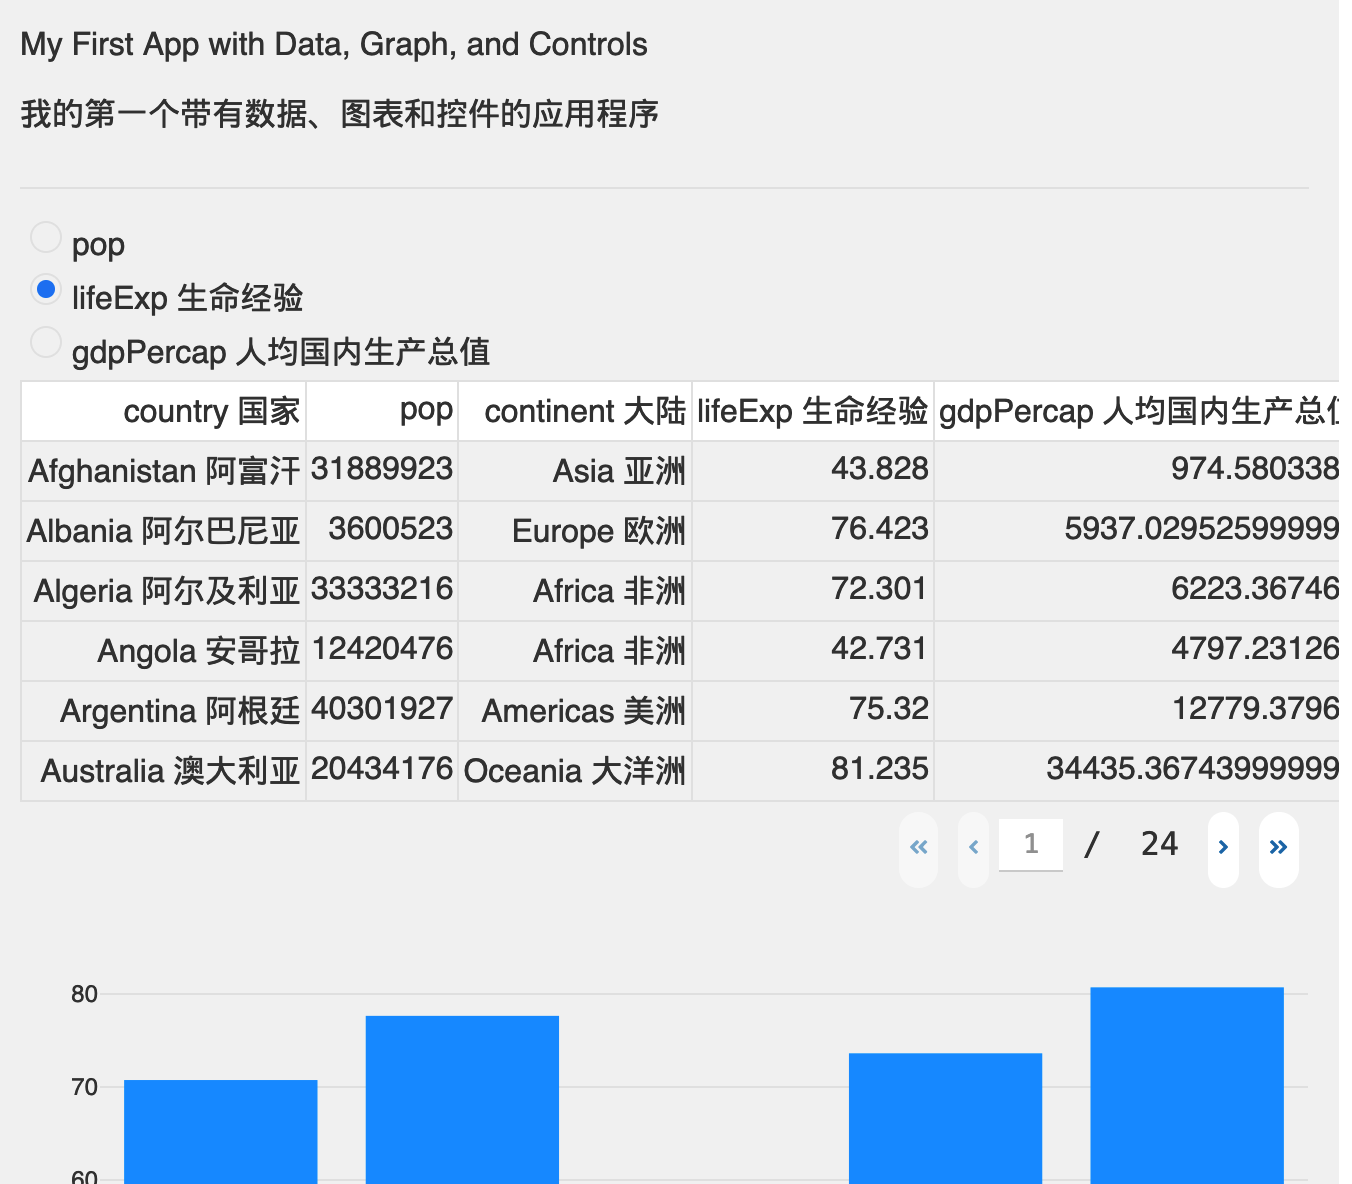 My First App with Data, Graph, and Controls
我的第一个带有数据、图表和控件的应用程序
pop
lifeExp 生命经验
gdpPercap 人均国内生产总值
country 国家 pop continent 大陆 lifeExp 生命经验 gdpPercap 人均国内生产总
Afghanistan 阿富汗 31889923 Asia 亚洲 43.828 974.580338
Albania 阿尔巴尼亚 3600523 Europe 欧洲 76.423 5937.02952599999
Algeria 阿尔及利亚 33333216 Africa 非洲 72.301 6223.36746
Angola 安哥拉 12420476 Africa 非洲 42.731 4797.23126
Argentina 阿根廷 40301927 Americas 美洲 75.32 12779.3796
Australia 澳大利亚 20434176 Oceania 大洋洲 81.235 34435.36743999999
« ‹ 1 / 24 › »
80
70
60